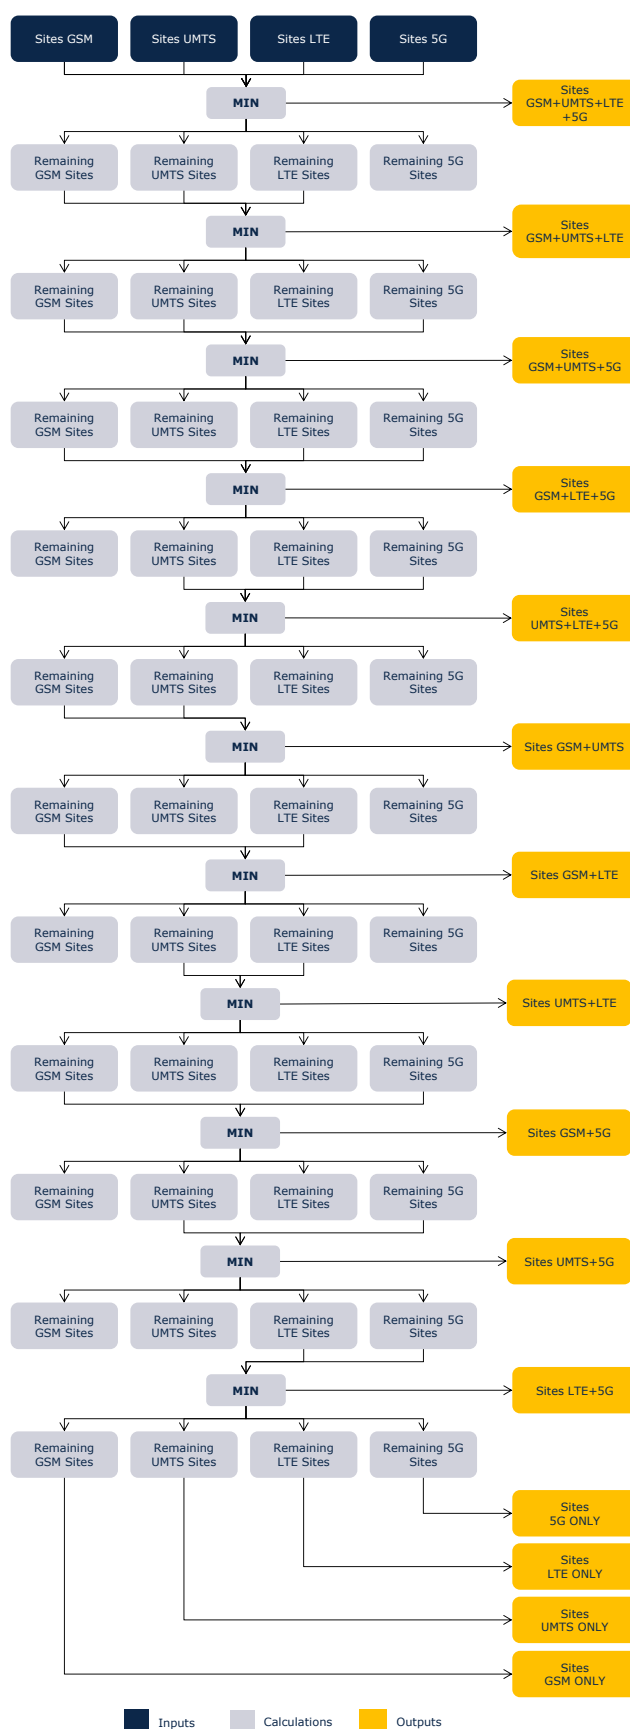 Sites GSM
Sites UMTS
Sites LTE
Sites 5G
MIN
Sites
GSM+UMTS+LTE
+5G
Remaining
GSM Sites
Remaining
UMTS Sites
Remaining
LTE Sites
Remaining 5G
Sites
MIN
Sites
GSM+UMTS+LTE
Remaining
GSM Sites
Remaining
UMTS Sites
Remaining
LTE Sites
Remaining 5G
Sites
MIN
Sites
GSM+UMTS+5G
Remaining
GSM Sites
Remaining
UMTS Sites
Remaining
LTE Sites
Remaining 5G
Sites
MIN
Sites
GSM+LTE+5G
Remaining
GSM Sites
Remaining
UMTS Sites
Remaining
LTE Sites
Remaining 5G
Sites
MIN
Sites
UMTS+LTE+5G
Remaining
GSM Sites
Remaining
UMTS Sites
Remaining
LTE Sites
Remaining 5G
Sites
MIN
Sites GSM+UMTS
Remaining
GSM Sites
Remaining
UMTS Sites
Remaining
LTE Sites
Remaining 5G
Sites
MIN
Sites GSM+LTE
Remaining
GSM Sites
Remaining
UMTS Sites
Remaining
LTE Sites
Remaining 5G
Sites
MIN
Sites UMTS+LTE
Remaining
GSM Sites
Remaining
UMTS Sites
Remaining
LTE Sites
Remaining 5G
Sites
MIN
Sites GSM+5G
Remaining
GSM Sites
Remaining
UMTS Sites
Remaining
LTE Sites
Remaining 5G
Sites
MIN
Sites UMTS+5G
Remaining
GSM Sites
Remaining
UMTS Sites
Remaining
LTE Sites
Remaining 5G
Sites
MIN
Sites LTE+5G
Remaining
GSM Sites
Remaining
UMTS Sites
Remaining
LTE Sites
Remaining 5G
Sites
Sites
5G ONLY
Sites
LTE ONLY
Sites
UMTS ONLY
Sites
GSM ONLY
Inputs
Calculations
Outputs